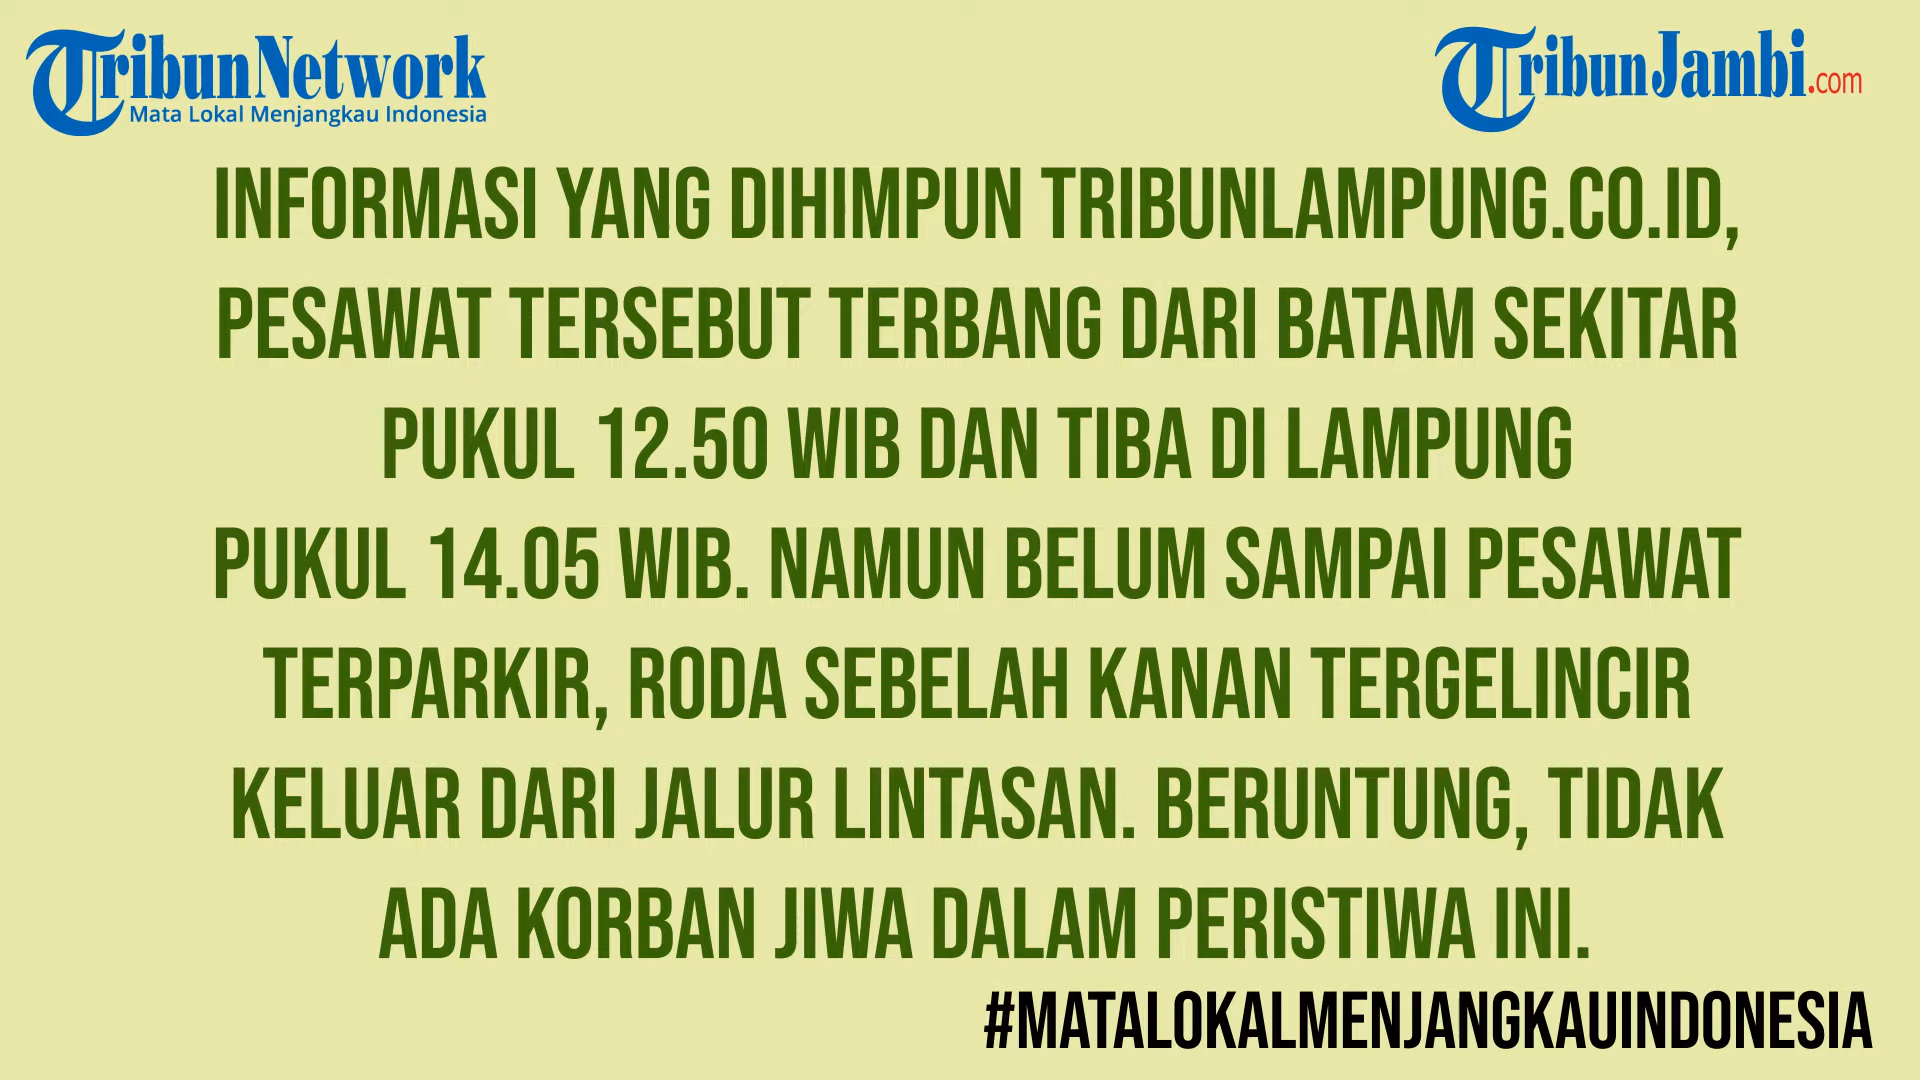 TribunNetwork
Mata Lokal Menjangkau Indonesia
TribunJambi.com
INFORMASI YANG DIHIMPUN TRIBUNLAMPUNG.CO.ID,
PESAWAT TERSEBUT TERBANG DARI BATAM SEKITAR
PUKUL 12.50 WIB DAN TIBA DI LAMPUNG
PUKUL 14.05 WIB. NAMUN BELUM SAMPAI PESAWAT
TERPARKIR, RODA SEBELAH KANAN TERGELINCIR
KELUAR DARI JALUR LINTASAN. BERUNTUNG, TIDAK
ADA KORBAN JIWA DALAM PERISTIWA INI.
#MATALOKALMENJANGKAUINDONESIA